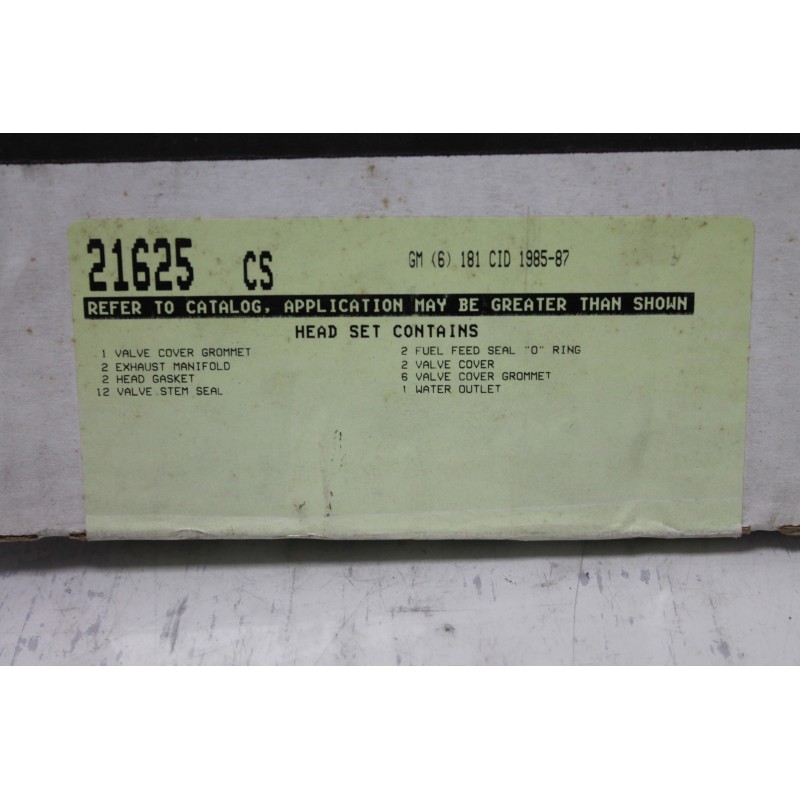 21625 CS GM (6) 181 CID 1985-87
REFER TO CATALOG, APPLICATION MAY BE GREATER THAN SHOWN
HEAD SET CONTAINS
1 VALVE COVER GROMMET
2 EXHAUST MANIFOLD
2 HEAD GASKET
12 VALVE STEM SEAL
2 FUEL FEED SEAL "O" RING
2 VALVE COVER
6 VALVE COVER GROMMET
1 WATER OUTLET